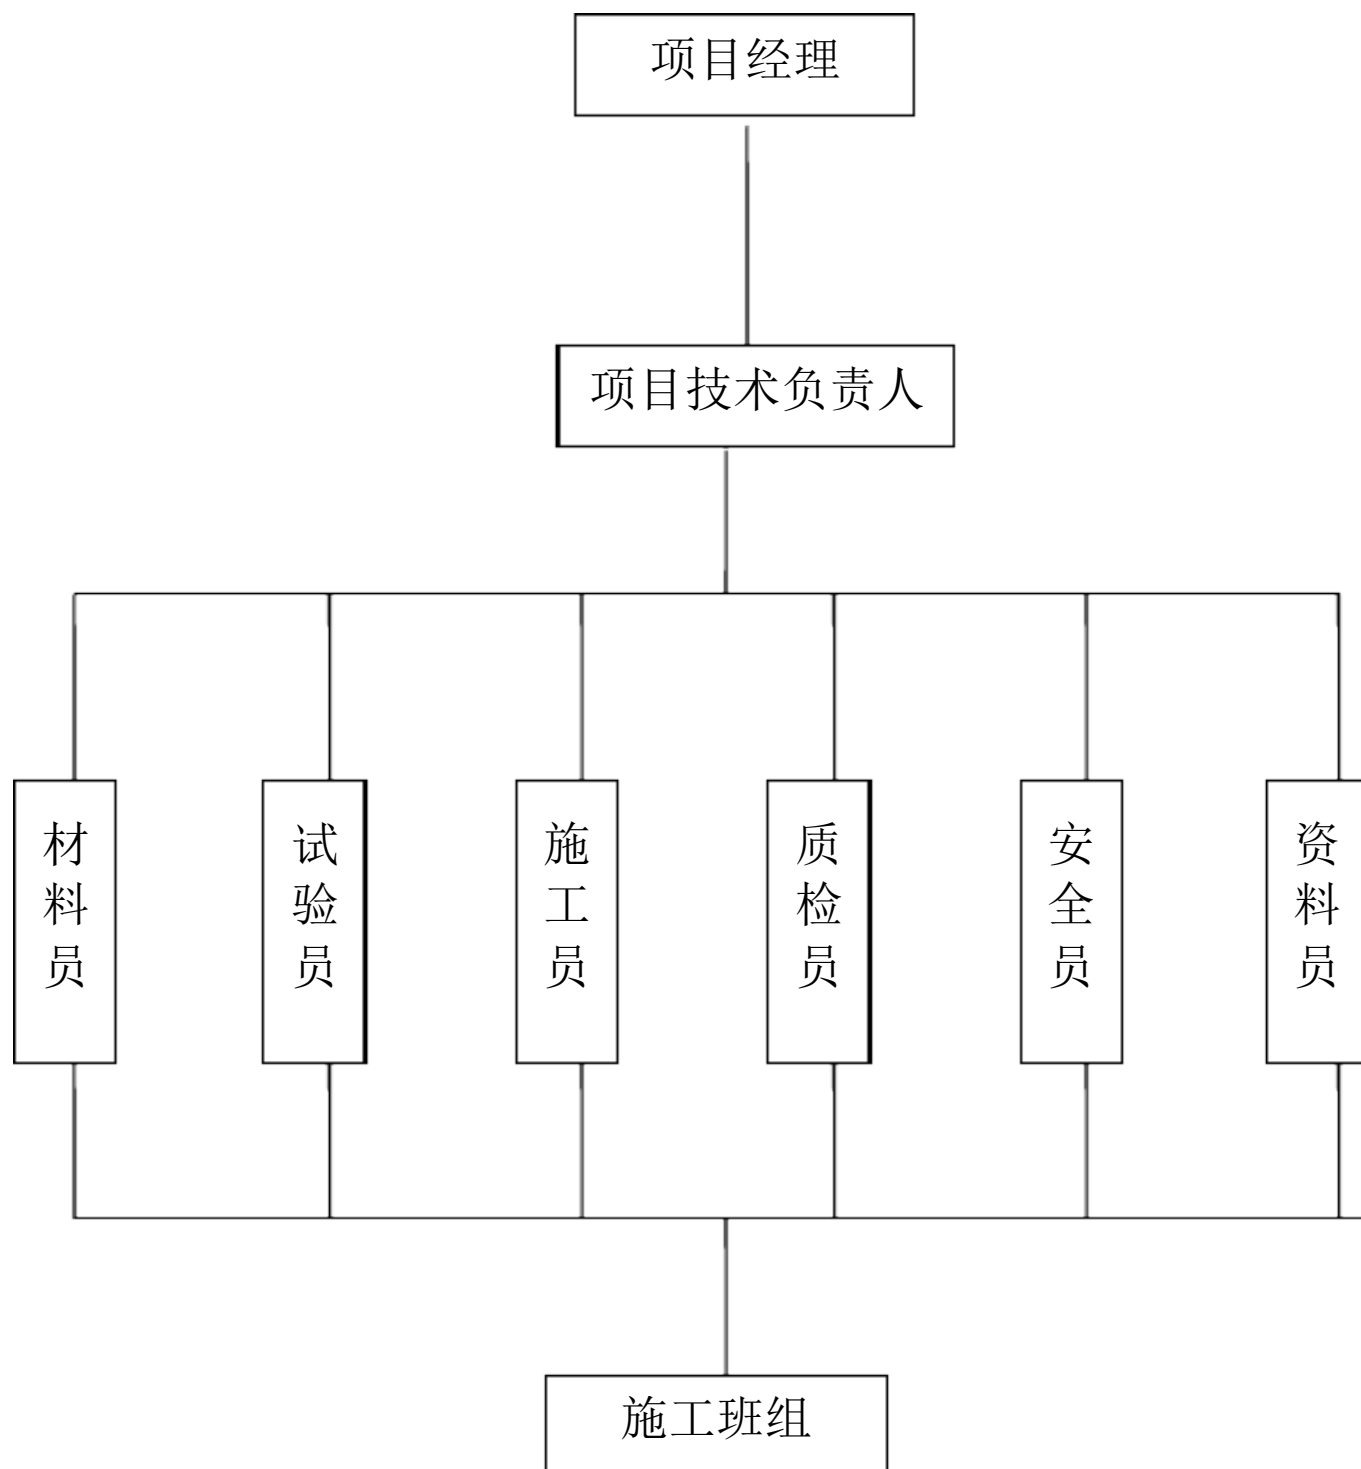 项目经理
项目技术负责人
材料员
试验员
施工员
质检员
安全员
资料员
施工班组